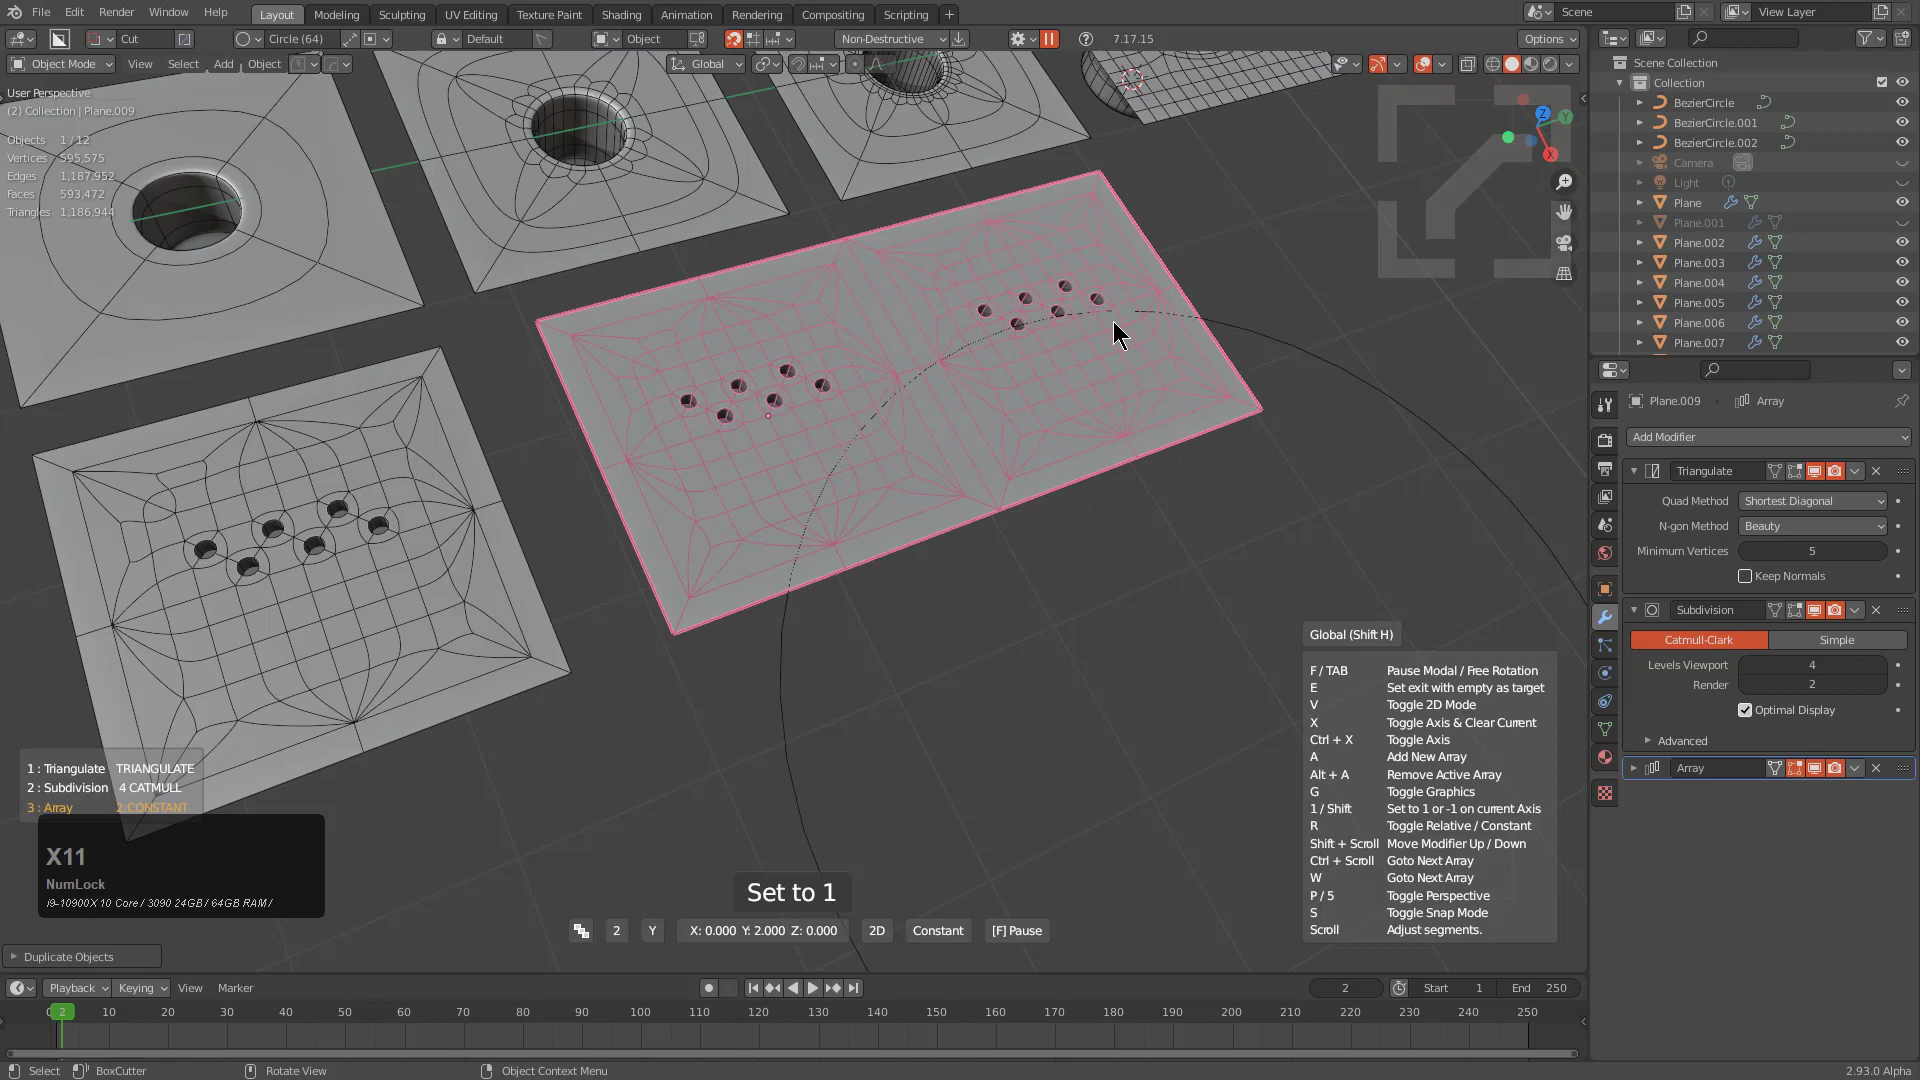 File Edit Render Window Help Layout Modeling Sculpting UV Editing Texture Paint Shading Animation Rendering Compositing Scripting + Scene View Layer
Cut Circle (64) Default Object Non-Destructive 7.17.15 Options
Object Mode View Select Add Object Global
User Perspective
(2) Collection | Plane.009
Objects 1/12
Vertices 595,575
Edges 1,187,952
Faces 593,472
Triangles 1,186,944
Z
Y
X
Scene Collection
Collection
BezierCircle
BezierCircle.001
BezierCircle.002
Camera
Light
Plane
Plane.001
Plane.002
Plane.003
Plane.004
Plane.005
Plane.006
Plane.007
Plane.009 Array
Add Modifier
Triangulate
Quad Method Shortest Diagonal
N-gon Method Beauty
Minimum Vertices 5
Keep Normals
Subdivision
Catmull-Clark Simple
Levels Viewport 4
Render 2
Optimal Display
Advanced
Array
Global (Shift H)
F / TAB Pause Modal / Free Rotation
E Set exit with empty as target
V Toggle 2D Mode
X Toggle Axis & Clear Current
Ctrl + X Toggle Axis
A Add New Array
Alt + A Remove Active Array
G Toggle Graphics
1 / Shift Set to 1 or -1 on current Axis
R Toggle Relative / Constant
Shift + Scroll Move Modifier Up / Down
Ctrl + Scroll Goto Next Array
W Goto Next Array
P / 5 Toggle Perspective
S Toggle Snap Mode
Scroll Adjust segments.
1 : Triangulate TRIANGULATE
2 : Subdivision 4 CATMULL
3 : Array 2:CONSTANT
X11
NumLock
i9-10900X 10 Core / 3090 24GB / 64GB RAM /
Set to 1
2 Y X: 0.000 Y: 2.000 Z: 0.000 2D Constant [F] Pause
Duplicate Objects
Playback Keying View Marker 2 Start 1 End 250
0 2 10 20 30 40 50 60 70 80 90 100 110 120 130 140 150 160 170 180 190 200 210 220 230 240 250
Select BoxCutter Rotate View Object Context Menu 2.93.0 Alpha